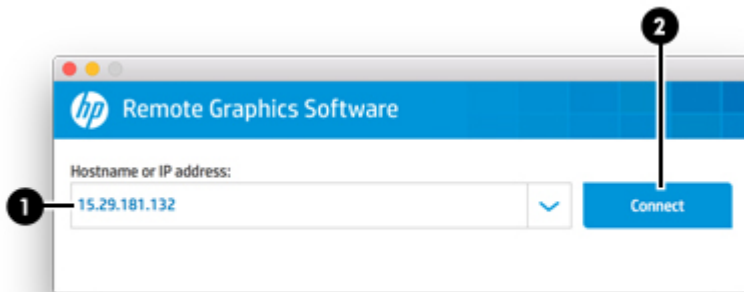 2
hp Remote Graphics Software
Hostname or IP address:
1 15.29.181.132 Connect